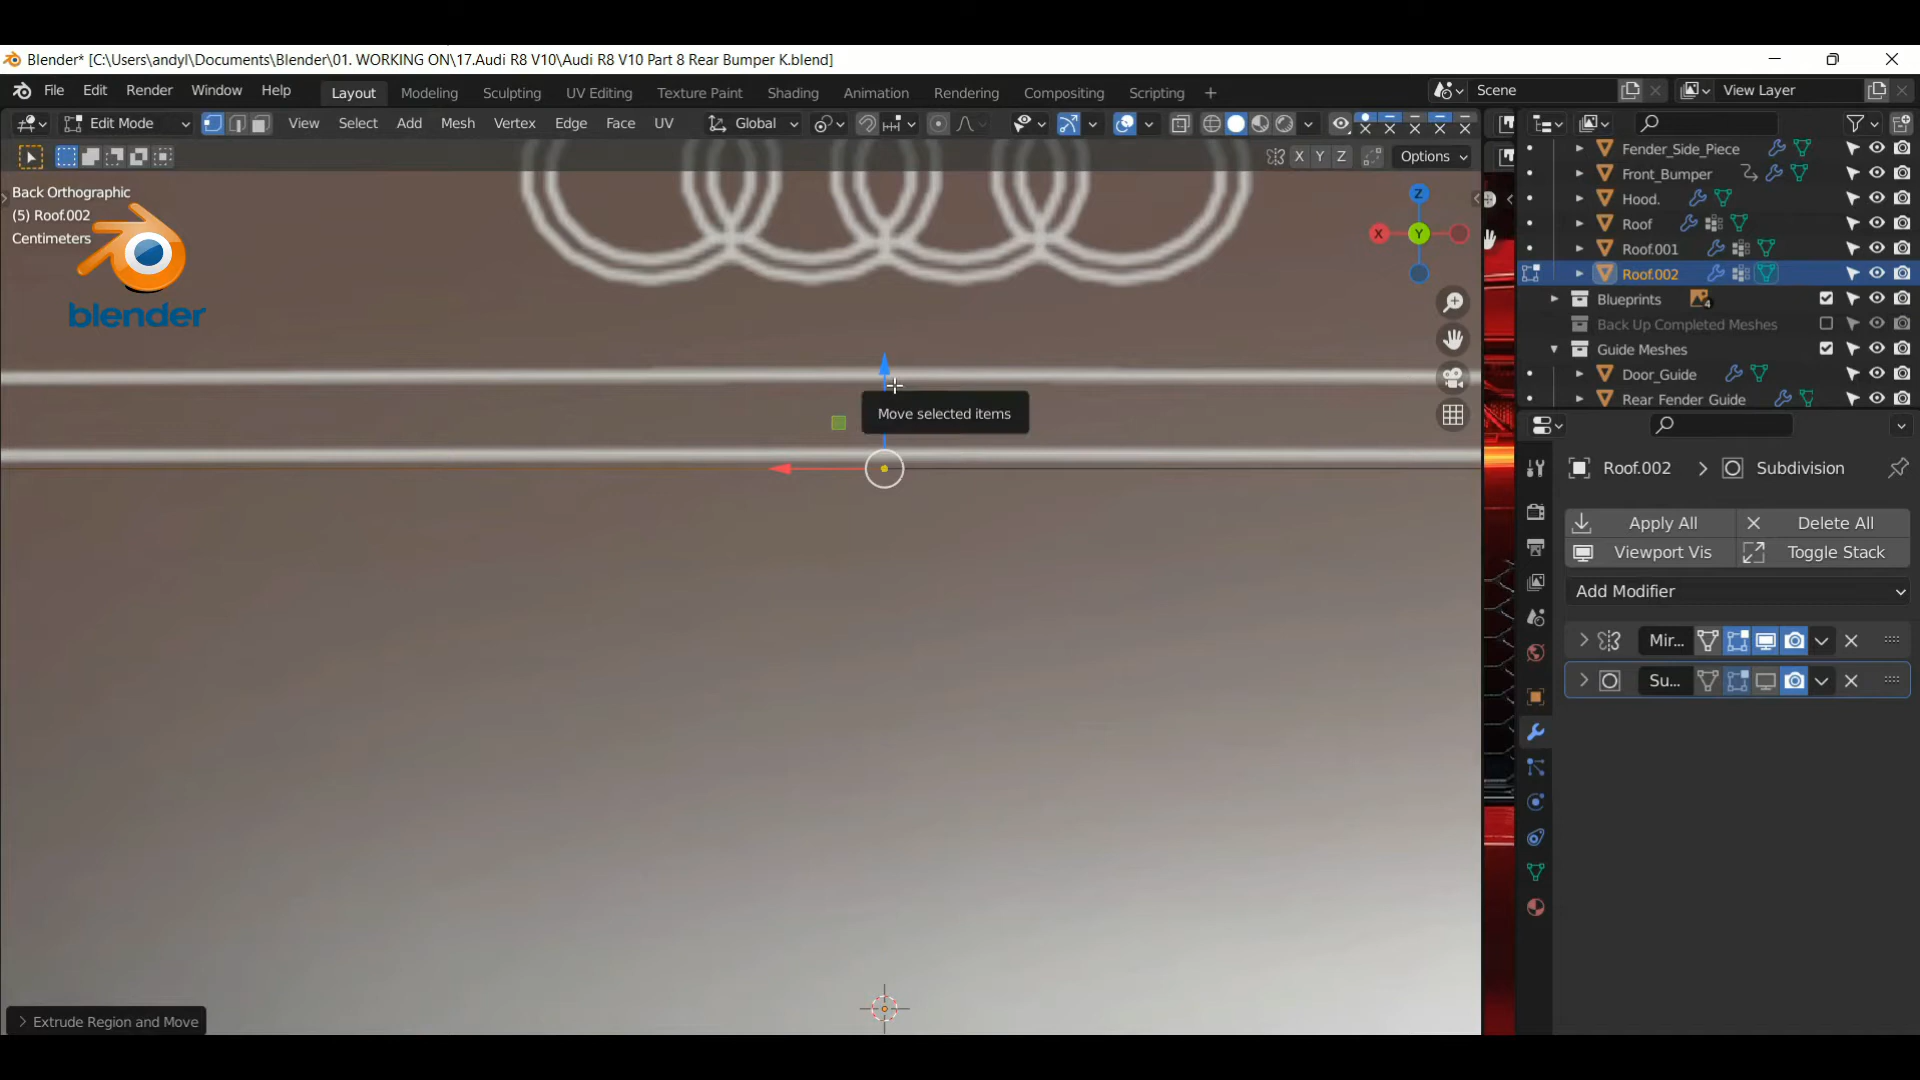 Blender* [C:\Users\andyl\Documents\Blender\01. WORKING ON\17.Audi R8 V10\Audi R8 V10 Part 8 Rear Bumper K.blend]
File Edit Render Window Help Layout Modeling Sculpting UV Editing Texture Paint Shading Animation Rendering Compositing Scripting + Scene View Layer
Edit Mode View Select Add Mesh Vertex Edge Face UV Global
X Y Z Options
Back Orthographic
(5) Roof.002
Centimeters
blender
Z
X
Y
Move selected items
Extrude Region and Move
Fender_Side_Piece
Front_Bumper
Hood.
Roof
Roof.001
Roof.002
Blueprints 4
Back Up Completed Meshes
Guide Meshes
Door_Guide
Rear Fender Guide
Roof.002 > Subdivision
Apply All Delete All
Viewport Vis Toggle Stack
Add Modifier
Mir...
Su...